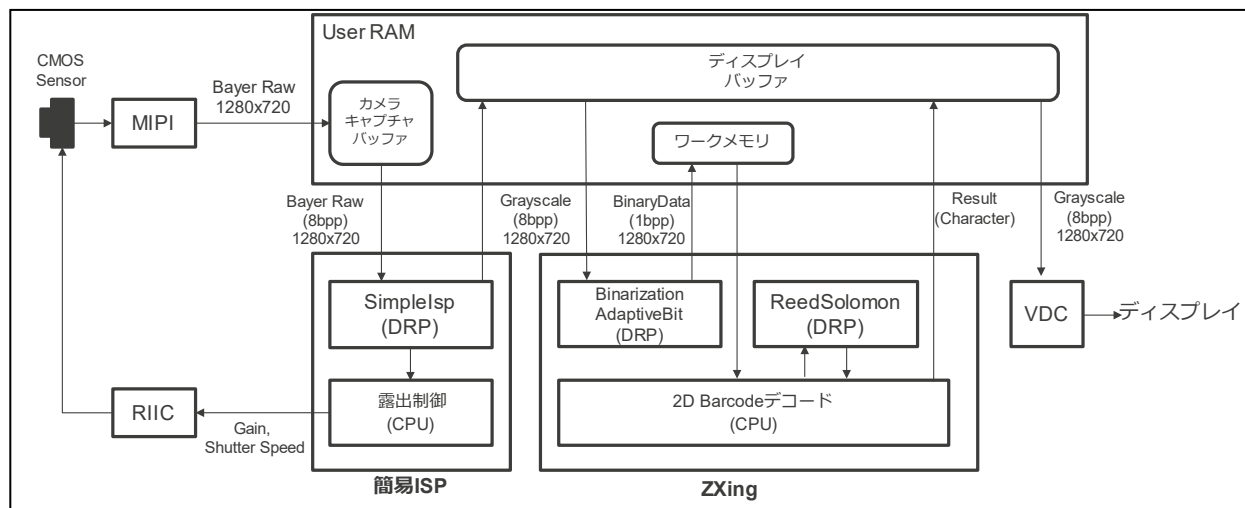 User RAM
CMOS
Sensor
ディスプレイ
バッファ
Bayer Raw
1280x720
カメラ
キャプチャ
バッファ
MIPI
ワークメモリ
Bayer Raw
(8bpp)
1280x720
Grayscale
(8bpp)
1280x720
BinaryData
(1bpp)
1280x720
Result
(Character)
Grayscale
(8bpp)
1280x720
SimpleIsp
(DRP)
Binarization
AdaptiveBit
(DRP)
ReedSolomon
(DRP)
VDC
ディスプレイ
RIIC
Gain,
Shutter Speed
露出制御
(CPU)
2D Barcodeデコード
(CPU)
簡易ISP
ZXing